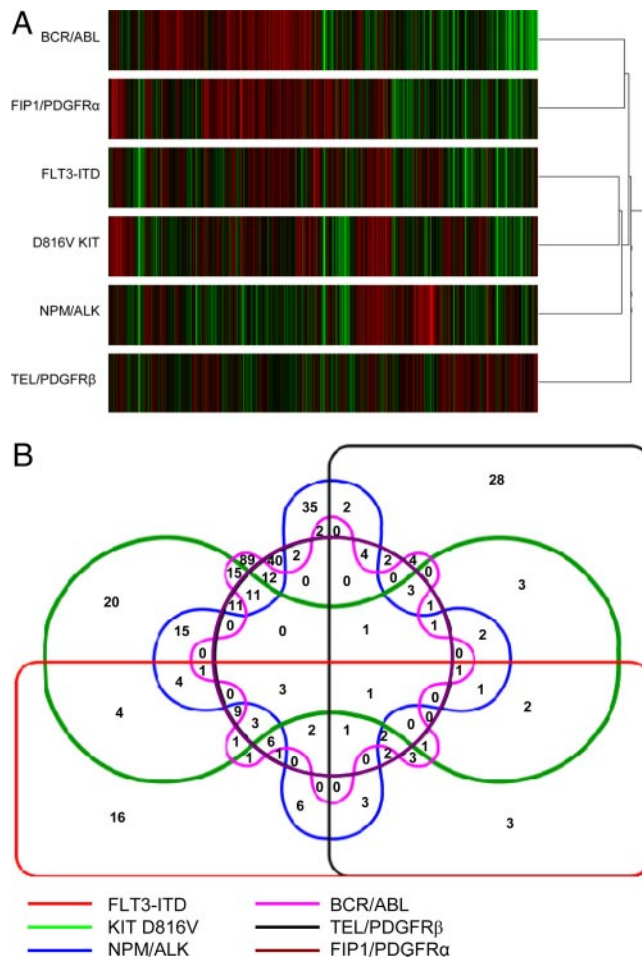 A
BCR/ABL
FIP1/PDGFRα
FLT3-ITD
D816V KIT
NPM/ALK
TEL/PDGFRβ
B
28
35 2
2 0
89 40 2 4 2 4
15 12 0 0 0 0
11 11 3 1
20 3
15 0 0 1 1 2
0 0
1 1
4 0 3 1 0 1 2
4 9 3 2 1 2 0 0
1 6 1
1 1 0 0 2 3
0 0
6 3
16 3
FLT3-ITD BCR/ABL
KIT D816V TEL/PDGFRβ
NPM/ALK FIP1/PDGFRα